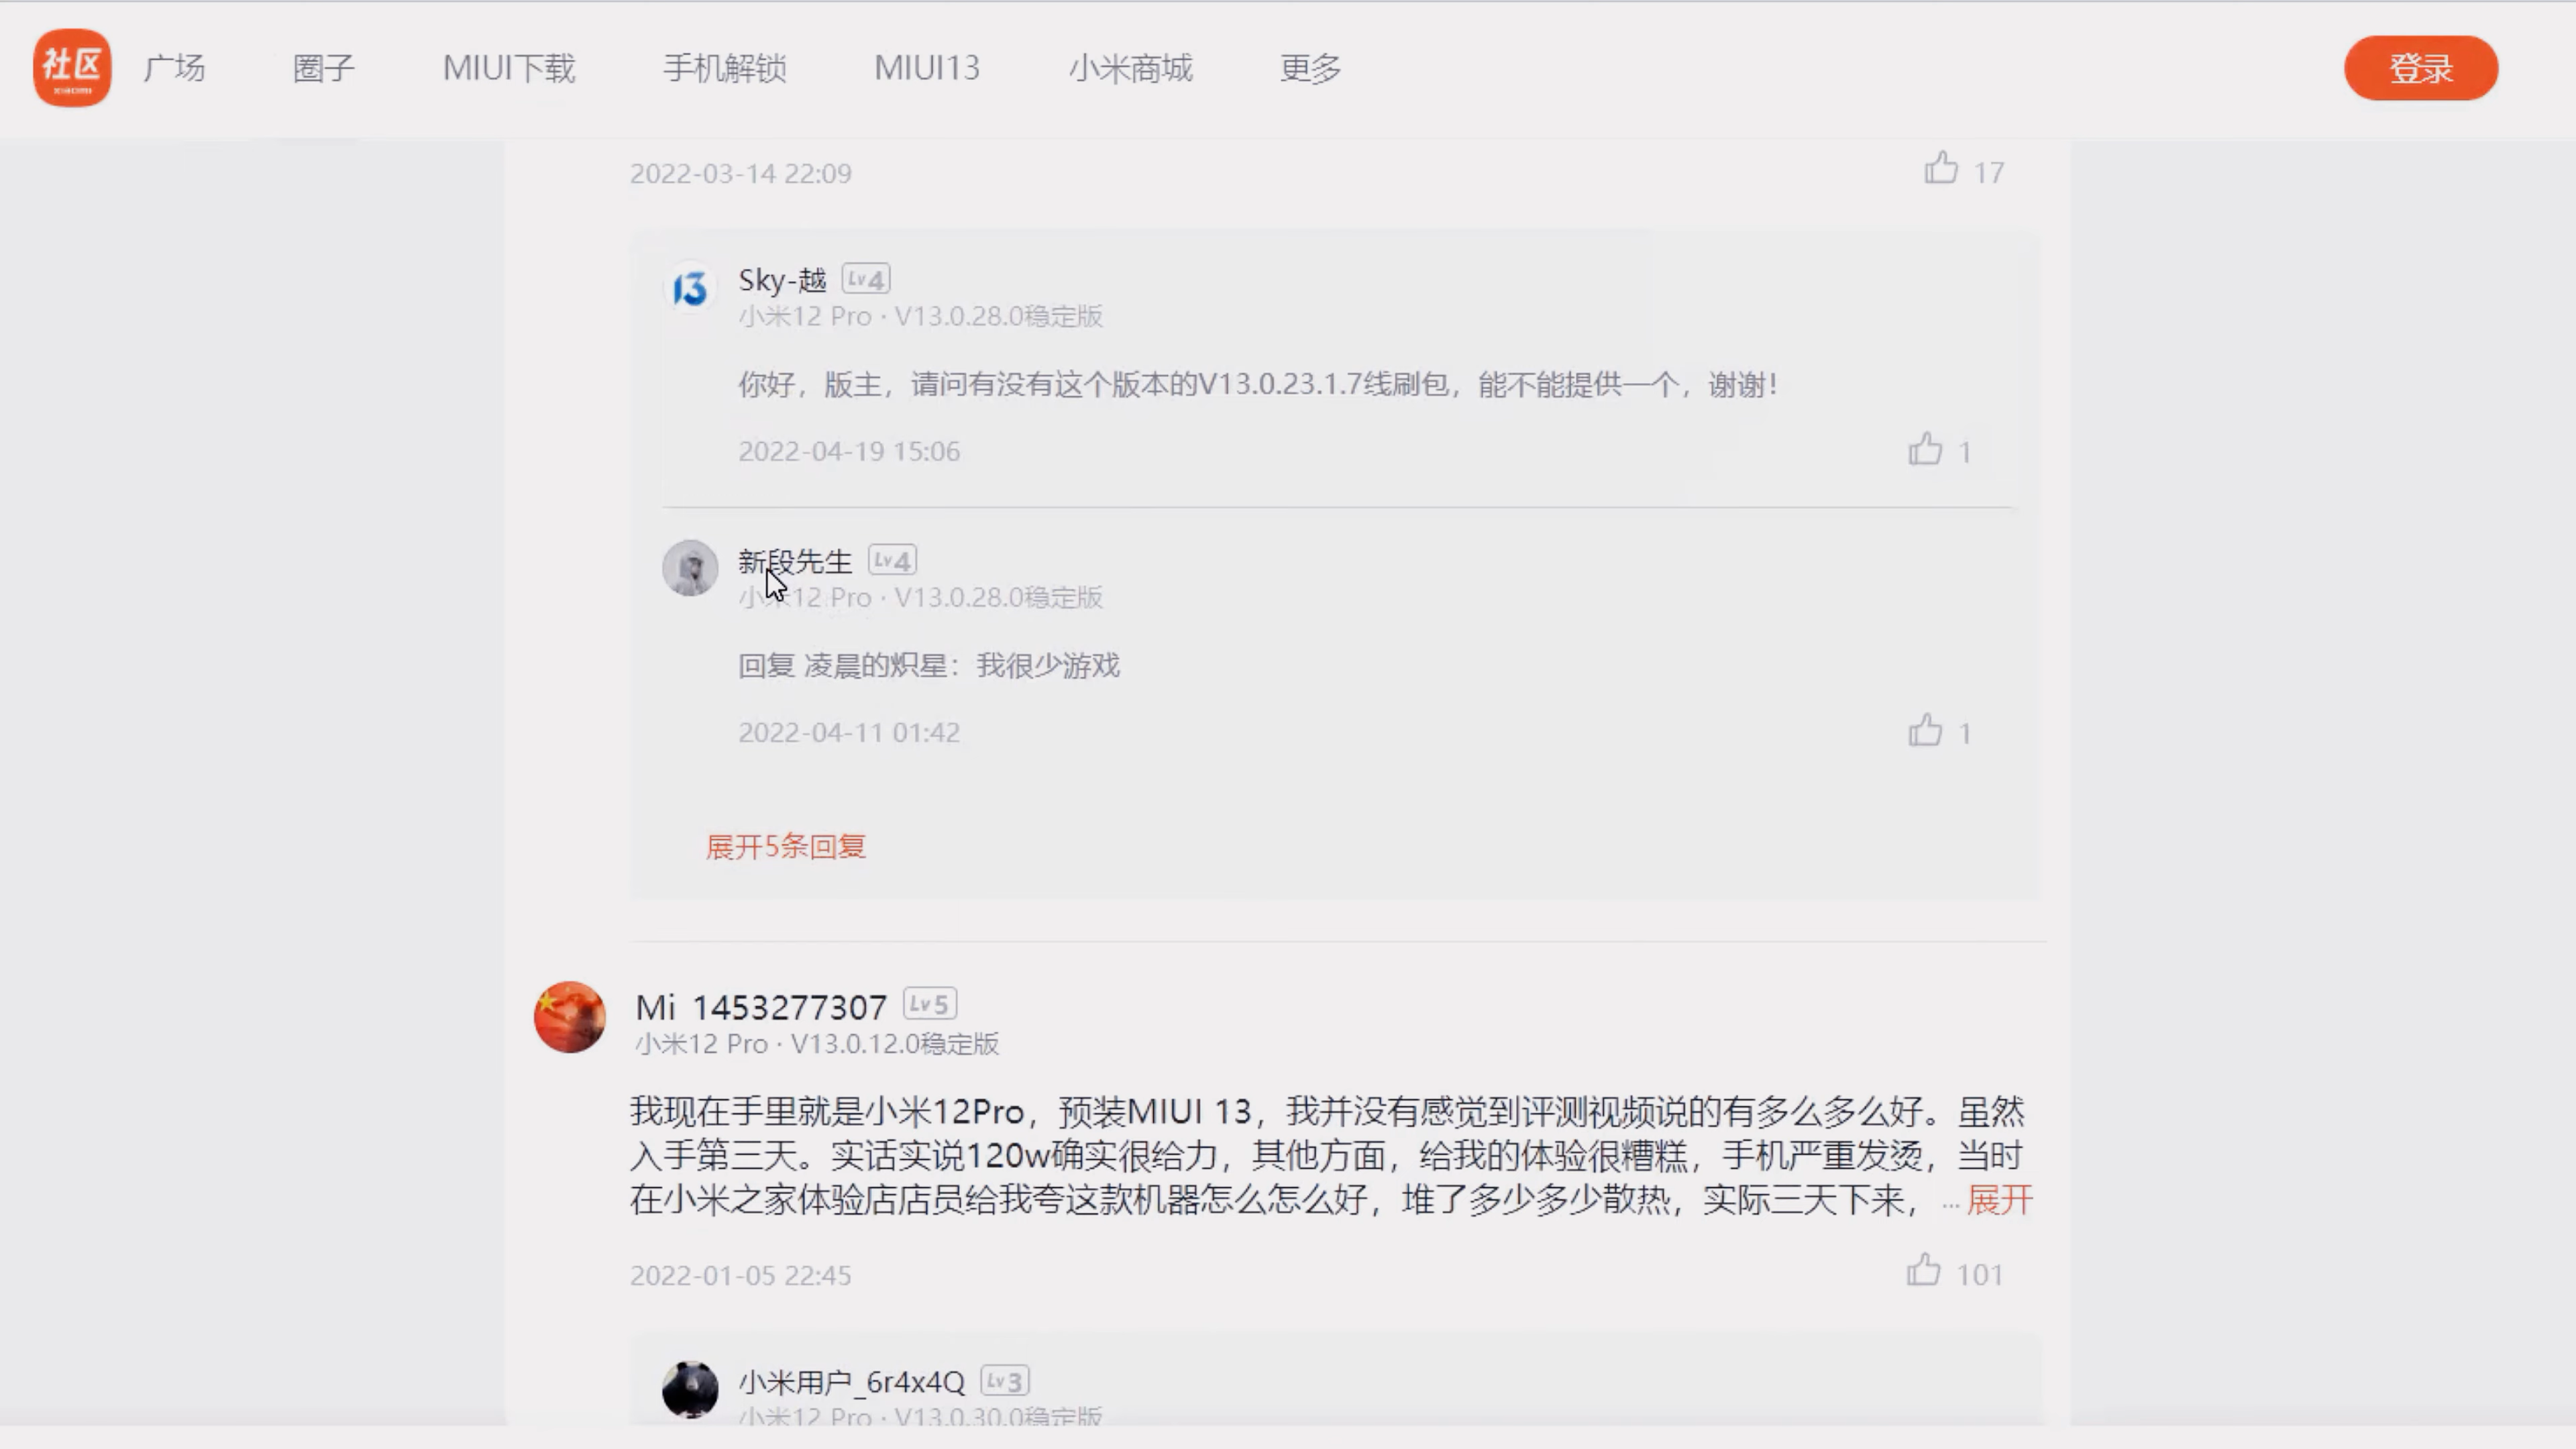 社区
xiaomi
广场 圈子 MIUI下载 手机解锁 MIUI13 小米商城 更多 登录
2022-03-14 22:09 17
13
Sky-越 Lv4
小米12 Pro · V13.0.28.0稳定版
你好，版主，请问有没有这个版本的V13.0.23.1.7线刷包，能不能提供一个，谢谢！
2022-04-19 15:06 1
新段先生 Lv4
小米12 Pro · V13.0.28.0稳定版
回复 凌晨的炽星：我很少游戏
2022-04-11 01:42 1
展开5条回复
Mi 1453277307 Lv5
小米12 Pro · V13.0.12.0稳定版
我现在手里就是小米12Pro，预装MIUI 13，我并没有感觉到评测视频说的有多么多么好。虽然
入手第三天。实话实说120w确实很给力，其他方面，给我的体验很糟糕，手机严重发烫，当时
在小米之家体验店店员给我夸这款机器怎么怎么好，堆了多少多少散热，实际三天下来， ... 展开
2022-01-05 22:45 101
小米用户_6r4x4Q Lv3
小米12 Pro · V13.0.30.0稳定版